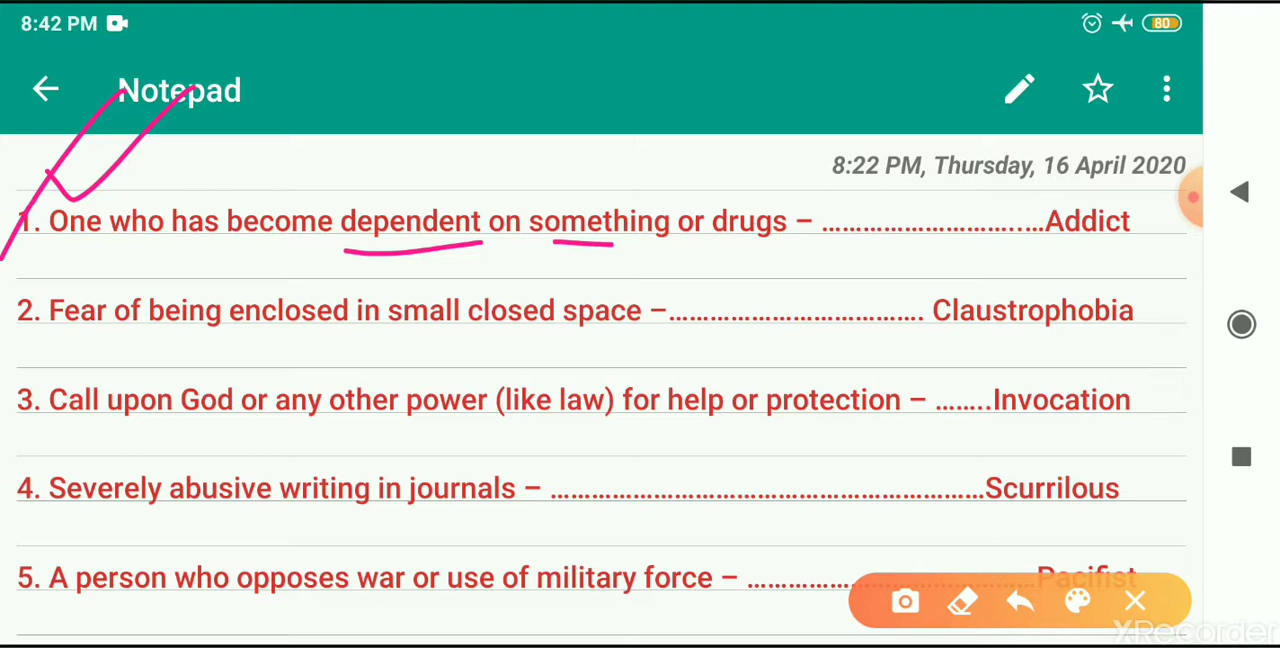 8:42 PM
80
Notepad
8:22 PM, Thursday, 16 April 2020
1. One who has become dependent on something or drugs – ……………………….…Addict
2. Fear of being enclosed in small closed space –……………………………. Claustrophobia
3. Call upon God or any other power (like law) for help or protection – ……..Invocation
4. Severely abusive writing in journals – …………………………………………………Scurrilous
5. A person who opposes war or use of military force – …………………………………Pacifist
XRecorder